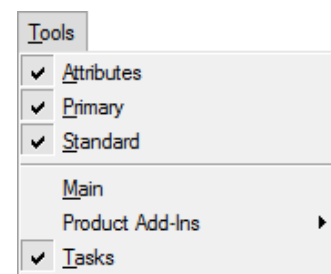 Tools
Attributes
Primary
Standard
Main
Product Add-Ins
Tasks